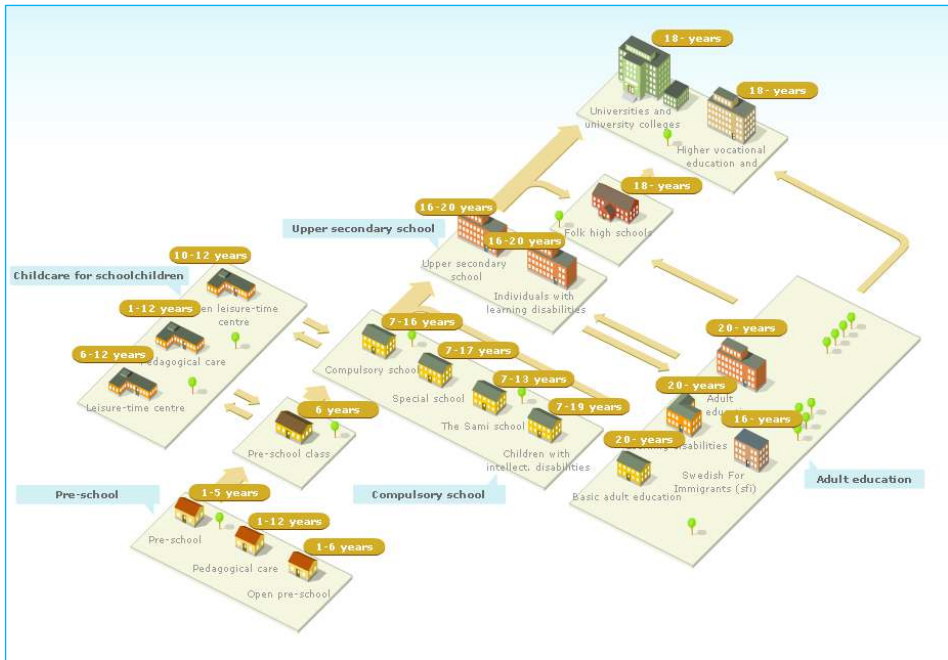 18- years
18- years
Universities and
university colleges
Higher vocational
education and
18- years
Folk high schools
16-20 years
Upper secondary school
16-20 years
Upper secondary
school
Individuals with
learning disabilities
10-12 years
Childcare for schoolchildren
leisure-time
centre
1-12 years
Pedagogical care
6-12 years
Leisure-time centre
7-16 years
Compulsory school
7-17 years
Special school
7-13 years
The Sami school
7-19 years
Children with
intellect. disabilities
Compulsory school
6 years
Pre-school class
Pre-school
1-5 years
Pre-school
1-12 years
Pedagogical care
1-6 years
Open pre-school
20- years
Adult
20- years
disabilities
16- years
Swedish For
Immigrants (sfi)
20- years
Basic adult education
Adult education